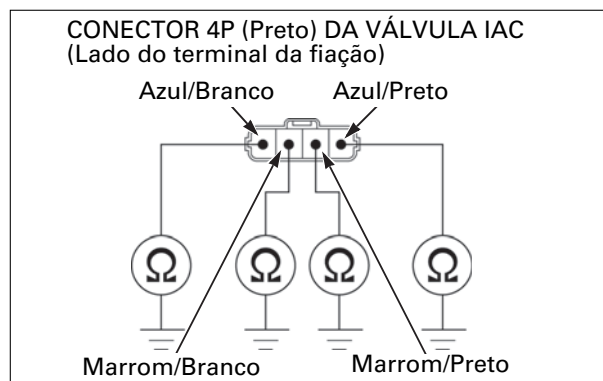 CONECTOR 4P (Preto) DA VÁLVULA IAC
(Lado do terminal da fiação)
Azul/Branco Azul/Preto
Ω Ω Ω Ω
Marrom/Branco Marrom/Preto